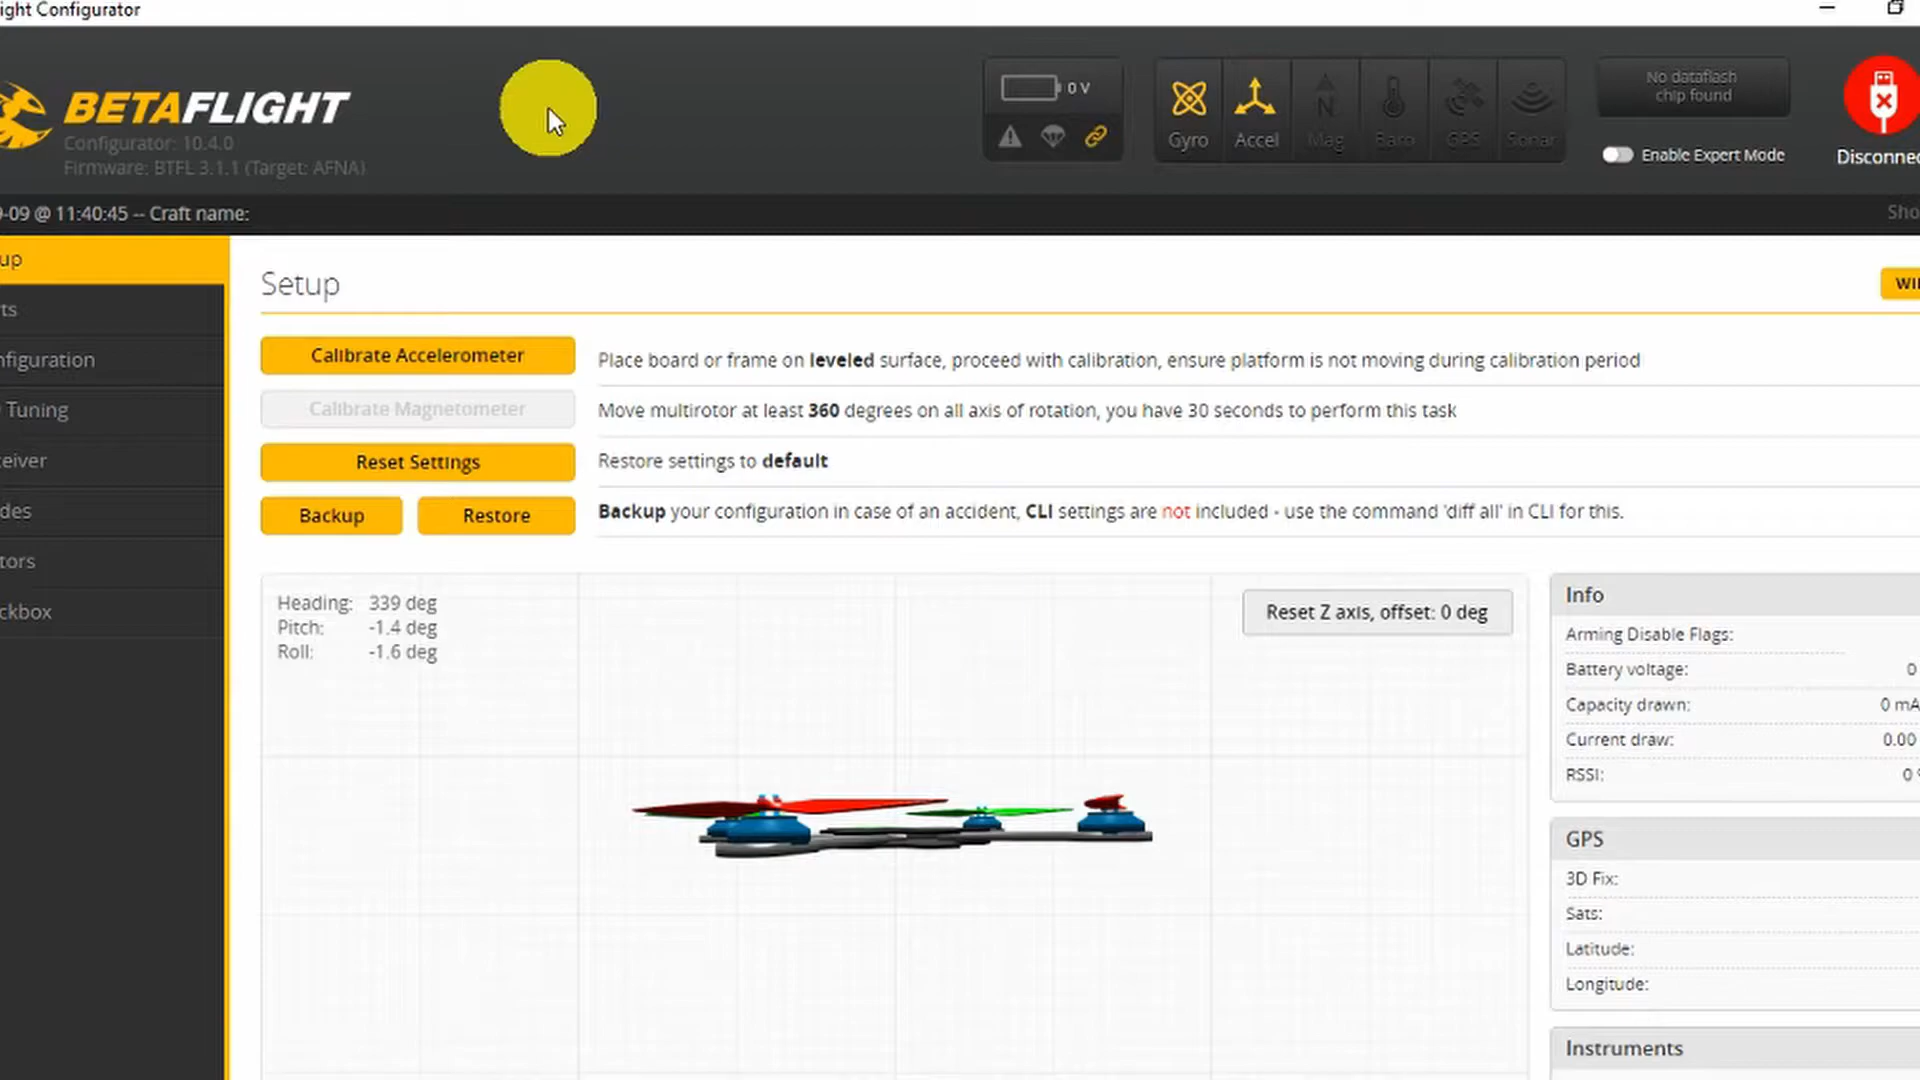 ight Configurator
BETAFLIGHT
Configurator: 10.4.0
Firmware: BTFL 3.1.1 (Target: AFNA)
0 V
Gyro
Accel
Mag
Baro
GPS
Sonar
No dataflash
chip found
Enable Expert Mode
Disconnec
9-09 @ 11:40:45 -- Craft name:
Sho
up
ts
nfiguration
Tuning
eiver
des
tors
ckbox
Setup
WI
Calibrate Accelerometer
Place board or frame on leveled surface, proceed with calibration, ensure platform is not moving during calibration period
Calibrate Magnetometer
Move multirotor at least 360 degrees on all axis of rotation, you have 30 seconds to perform this task
Reset Settings
Restore settings to default
Backup
Restore
Backup your configuration in case of an accident, CLI settings are not included - use the command 'diff all' in CLI for this.
Heading: 339 deg
Pitch: -1.4 deg
Roll: -1.6 deg
Reset Z axis, offset: 0 deg
Info
Arming Disable Flags:
Battery voltage: 0
Capacity drawn: 0 mA
Current draw: 0.00
RSSI: 0
GPS
3D Fix:
Sats:
Latitude:
Longitude:
Instruments